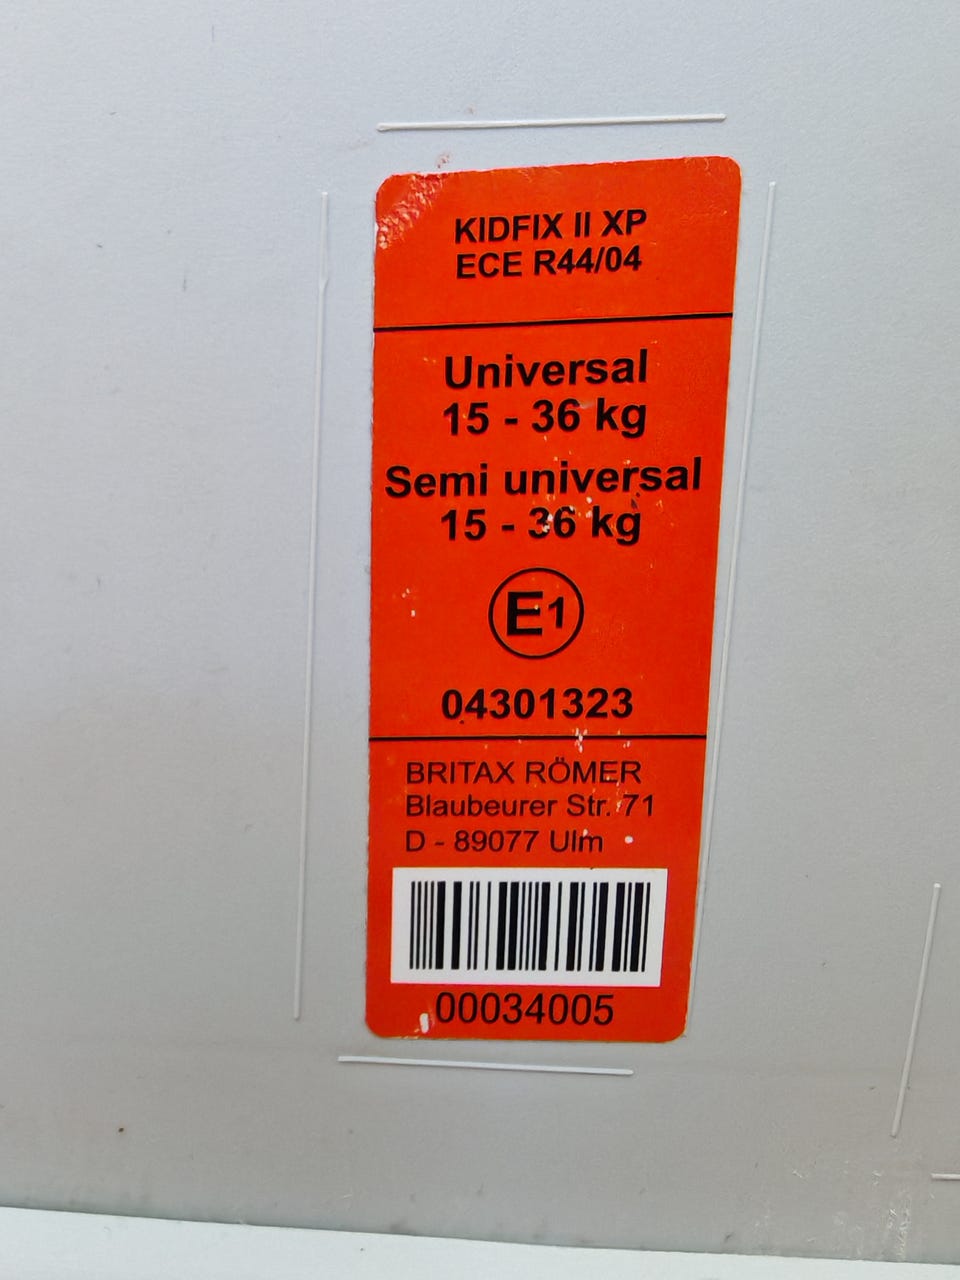 KIDFIX II XP
ECE R44/04
Universal
15 - 36 kg
Semi universal
15 - 36 kg
E1
04301323
BRITAX RÖMER
Blaubeurer Str. 71
D - 89077 Ulm
00034005